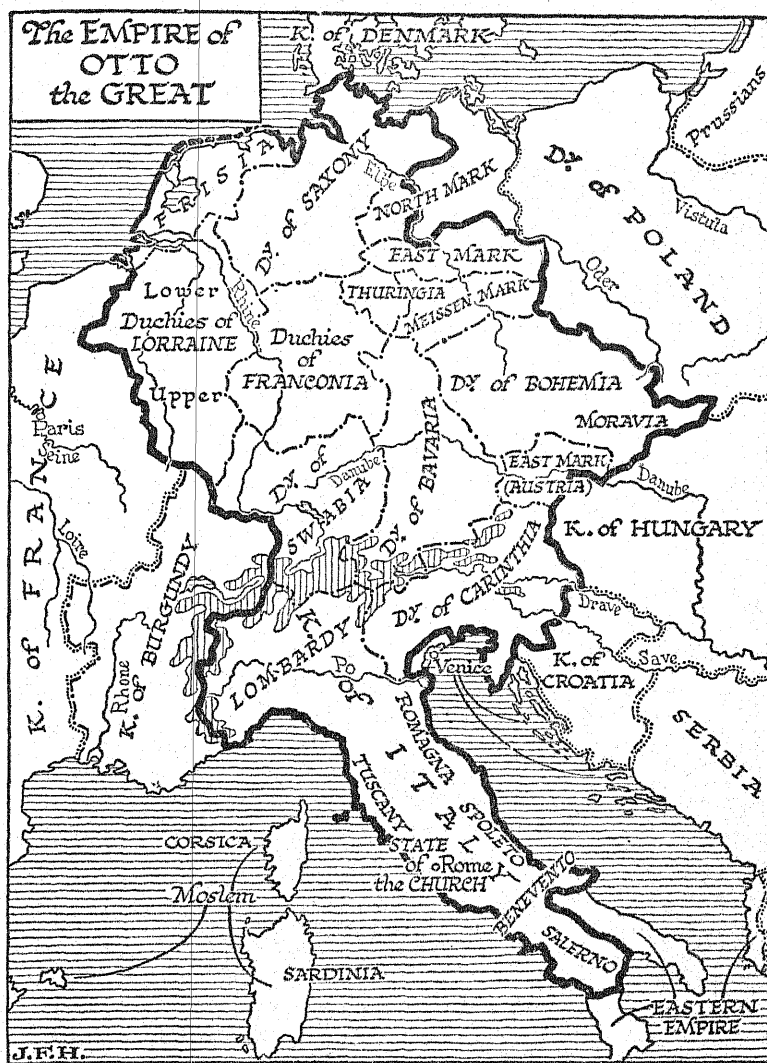 The EMPIRE of
OTTO
the GREAT
K. of DENMARK
Prussians
FRISIA
Dy. of SAXONY
Elbe
NORTH MARK
Dy. of POLAND
Vistula
EAST MARK
Oder
Lower
Duchies of
LORRAINE
Upper
Rhine
THURINGIA
MEISSEN MARK
Duchies
of
FRANCONIA
Dy. of BOHEMIA
MORAVIA
K. of FRANCE
Paris
Seine
Loire
Dy. of
SWABIA
Danube
Dy. of BAVARIA
EAST MARK
(AUSTRIA)
Danube
K. of HUNGARY
K. of BURGUNDY
Rhone
Dy. of CARINTHIA
Drave
Save
K. of
CROATIA
SERBIA
LOM-BARDY
Po
Venice
K. of ITALY
ROMAGNA
TUSCANY
SPOLETO
STATE
of Rome
the CHURCH
BENEVENTO
SALERNO
CORSICA
Moslem
SARDINIA
EASTERN
EMPIRE
J.F.H.